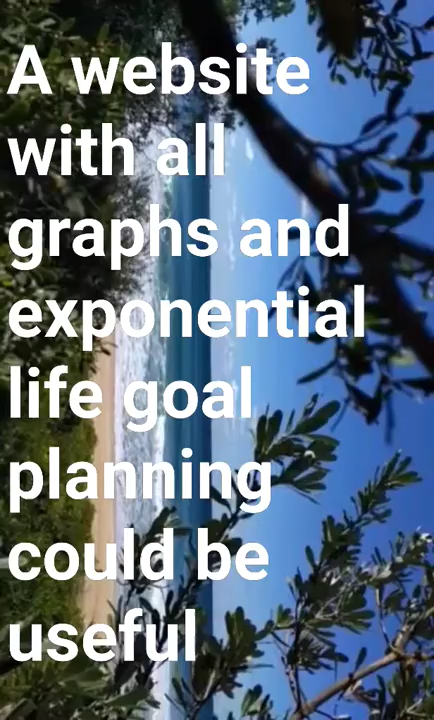 A website
with all
graphs and
exponential
life goal
planning
could be
useful